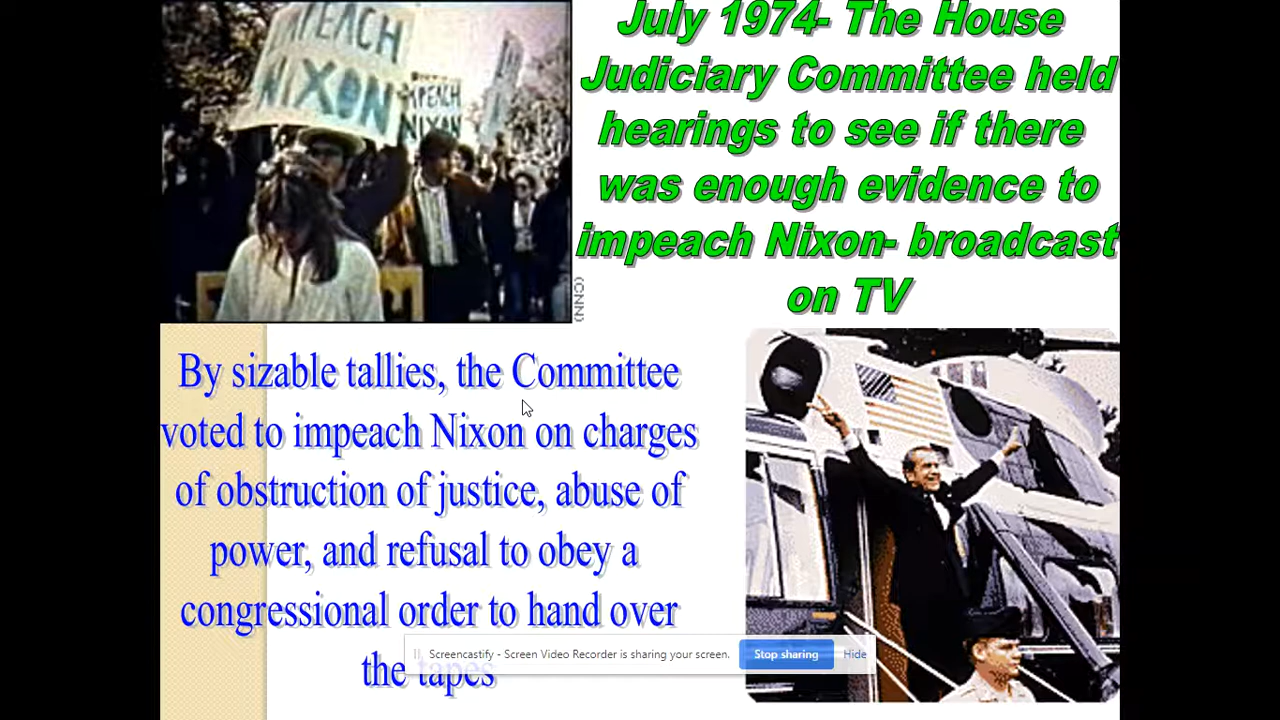 IMPEACH
NIXON
IMPEACH
NIXON
(CNN)
July 1974- The House
Judiciary Committee held
hearings to see if there
was enough evidence to
impeach Nixon- broadcast
on TV
By sizable tallies, the Committee
voted to impeach Nixon on charges
of obstruction of justice, abuse of
power, and refusal to obey a
congressional order to hand over
the tapes
Screencastify - Screen Video Recorder is sharing your screen.
Stop sharing
Hide